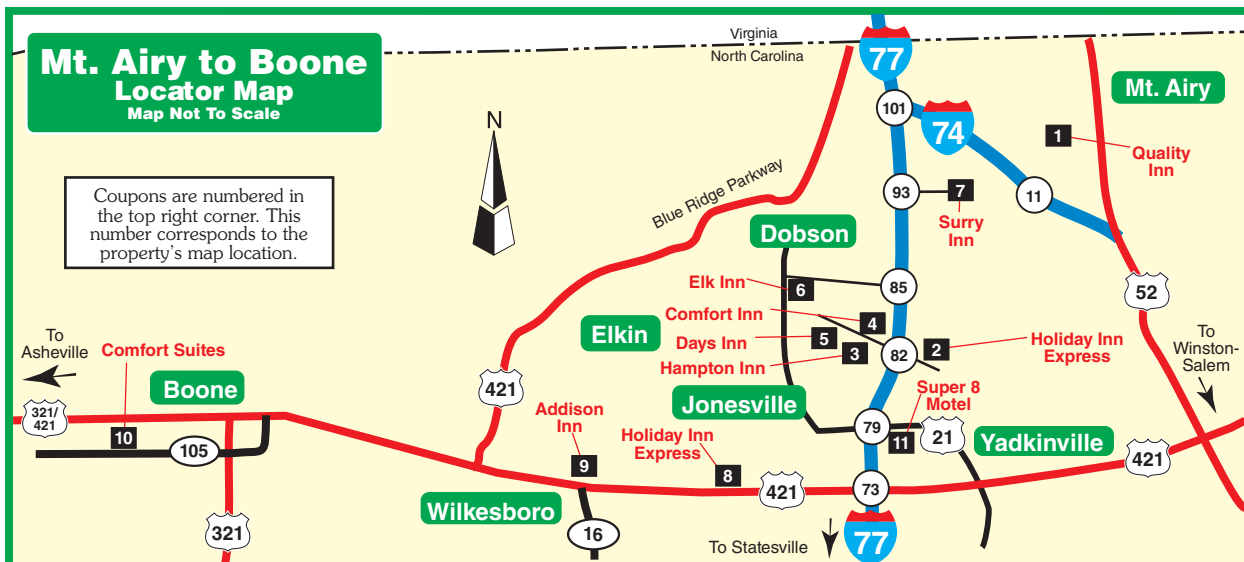 Mt. Airy to Boone
Locator Map
Map Not To Scale
Coupons are numbered in
the top right corner. This
number corresponds to the
property's map location.
N
Virginia
North Carolina
77
101
74
Mt. Airy
1
Quality
Inn
11
93
7
Surry
Inn
Blue Ridge Parkway
Dobson
Elk Inn
6
85
52
Comfort Inn
4
Elkin
Days Inn
5
Hampton Inn
3
82
2
Holiday Inn
Express
To
Winston-
Salem
To
Asheville
Comfort Suites
Boone
321/
421
10
105
321
421
Jonesville
Super 8
Motel
79
11
21
Yadkinville
Addison
Inn
9
Holiday Inn
Express
8
421
73
421
Wilkesboro
16
To Statesville
77